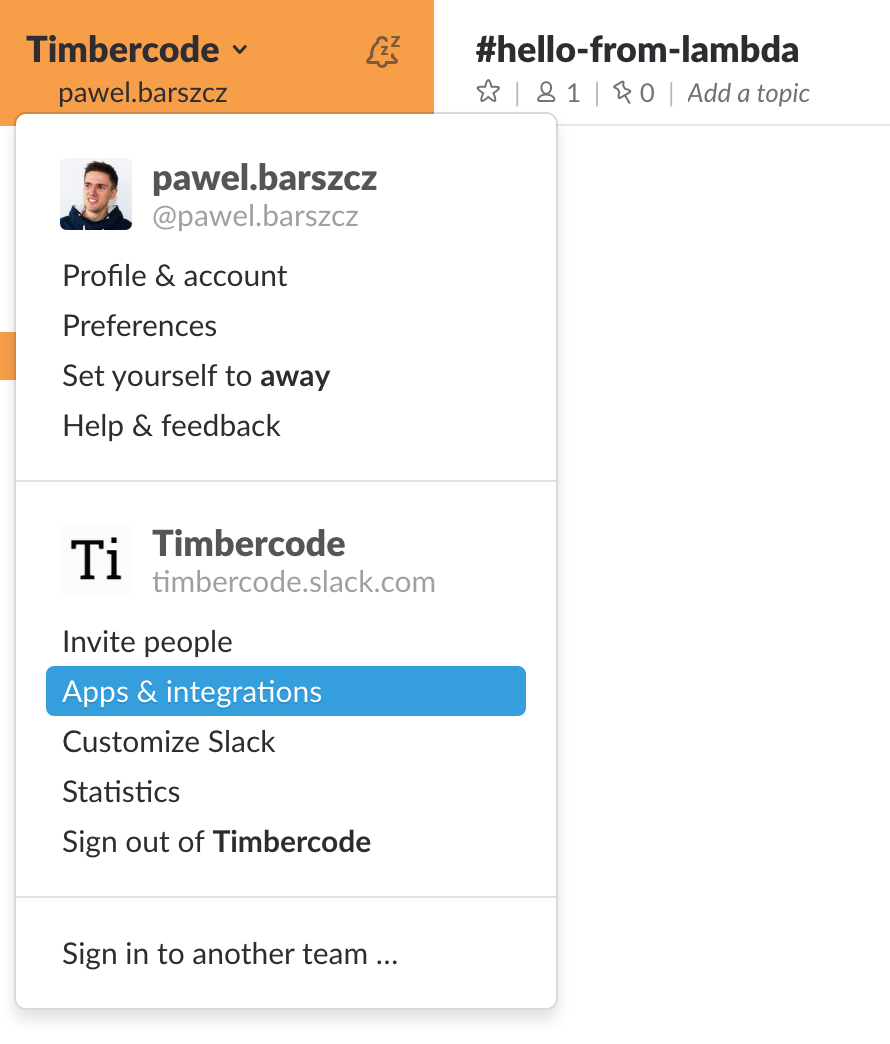 Timbercode
pawel.barszcz
#hello-from-lambda
1 | 0 | Add a topic
pawel.barszcz
@pawel.barszcz
Profile & account
Preferences
Set yourself to away
Help & feedback
Ti
Timbercode
timbercode.slack.com
Invite people
Apps & integrations
Customize Slack
Statistics
Sign out of Timbercode
Sign in to another team ...